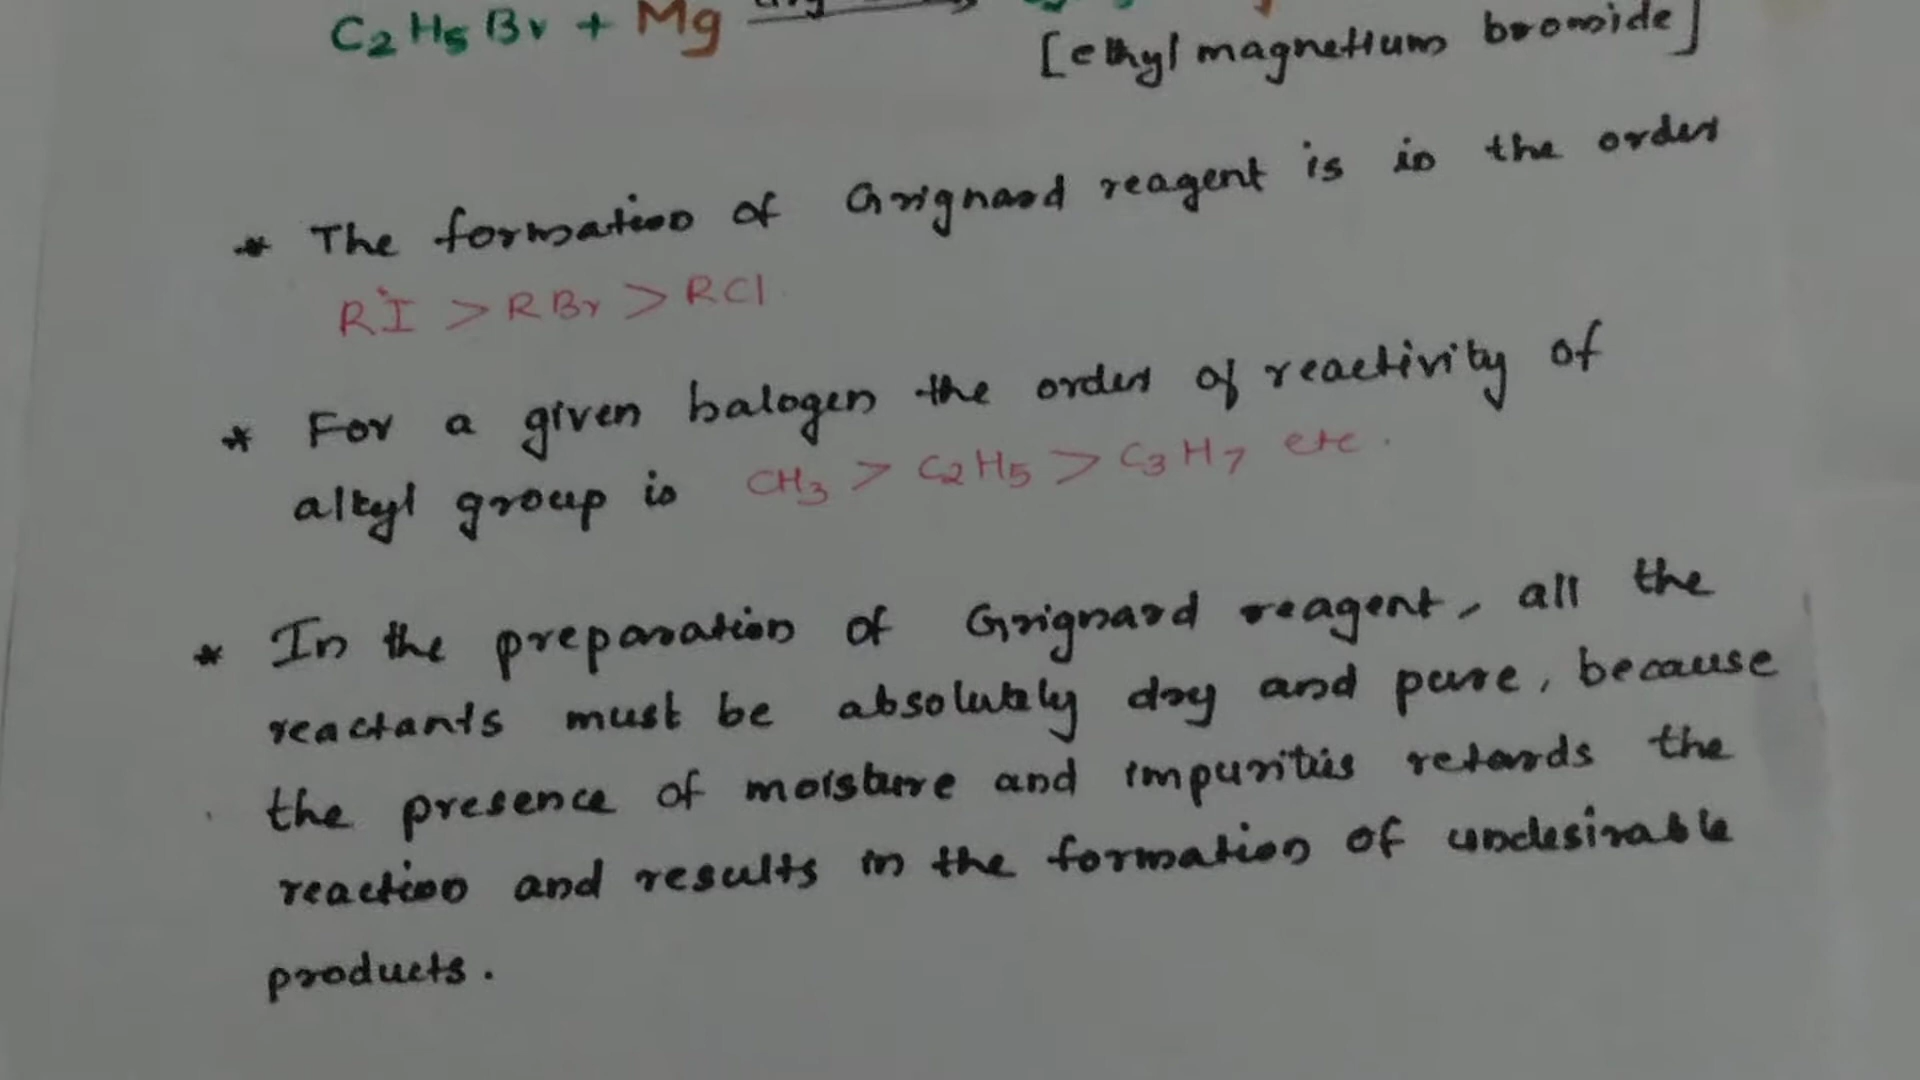 C2H5Br + Mg
[ethyl magnetium bromide]
* The formation of Grignard reagent is in the order
RI > RBr > RCl
* For a given halogen the order of reactivity of
alkyl group is CH3 > C2H5 > C3H7 etc.
* In the preparation of Grignard reagent, all the
reactants must be absolutely dry and pure, because
the presence of moisture and impurities retards the
reaction and results in the formation of undesirable
products.